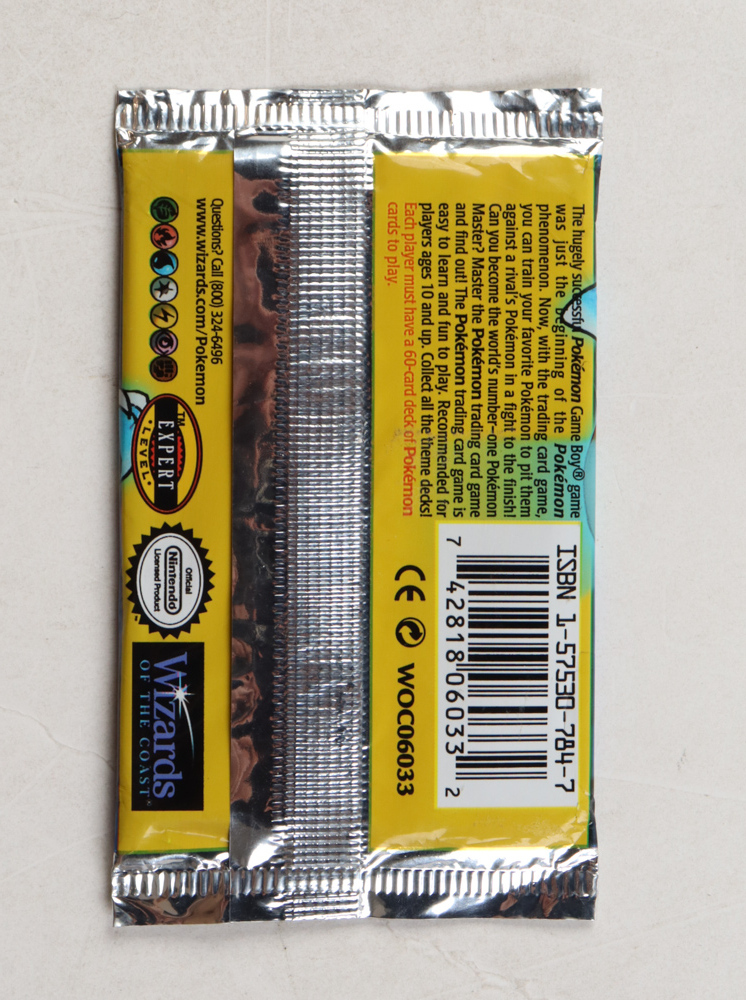 The hugely successful Pokémon Game Boy® game
was just the beginning of the Pokémon
phenomenon. Now, with the trading card game,
you can train your favorite Pokémon to pit them
against a rival's Pokémon in a fight to the finish!
Can you become the world's number-one Pokémon
Master? Master the Pokémon trading card game
and find out! The Pokémon trading card game is
easy to learn and fun to play. Recommended for
players ages 10 and up. Collect all the theme decks!
Each player must have a 60-card deck of Pokémon
cards to play.
ISBN 1-57530-784-7
7 42818 06033 2
CE WOC06033
Questions? Call (800) 324-6496
www.wizards.com/Pokemon
TM
EXPERT
LEVEL
Official
Nintendo
Licensed Product
Wizards
OF THE COAST®